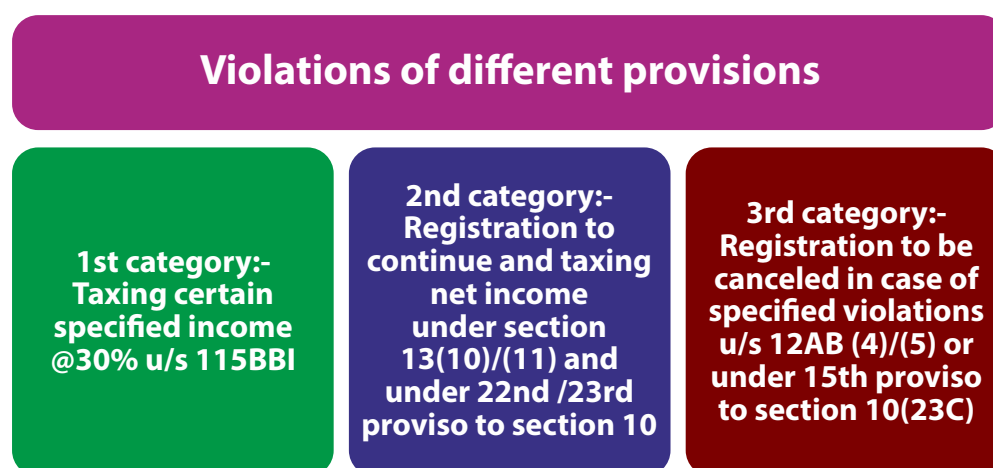 Violations of different provisions
1st category:-
Taxing certain
specified income
@30% u/s 115BBI
2nd category:-
Registration to
continue and taxing
net income
under section
13(10)/(11) and
under 22nd /23rd
proviso to section 10
3rd category:-
Registration to be
canceled in case of
specified violations
u/s 12AB (4)/(5) or
under 15th proviso
to section 10(23C)